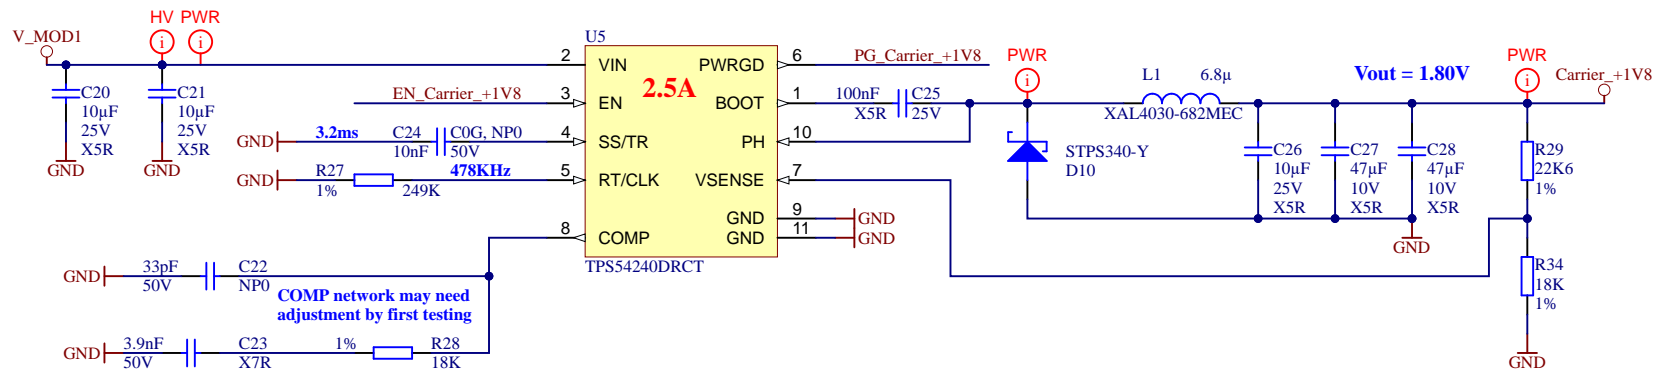 V_MOD1
HV
PWR
i
i
C20
10µF
25V
X5R
GND
C21
10µF
25V
X5R
GND
EN_Carrier_+1V8
GND
3.2ms
C24
10nF
C0G, NP0
50V
GND
R27
1%
249K
478KHz
GND
33pF
50V
C22
NP0
COMP network may need
adjustment by first testing
GND
3.9nF
50V
C23
X7R
1%
R28
18K
U5
2
VIN
3
EN
4
SS/TR
5
RT/CLK
8
COMP
2.5A
PWRGD
6
BOOT
1
PH
10
VSENSE
7
GND
9
GND
11
TPS54240DRCT
PG_Carrier_+1V8
100nF
X5R
C25
25V
GND
GND
PWR
i
L1
6.8µ
XAL4030-682MEC
STPS340-Y
D10
Vout = 1.80V
C26
10µF
25V
X5R
C27
47µF
10V
X5R
C28
47µF
10V
X5R
GND
PWR
i
Carrier_+1V8
R29
22K6
1%
R34
18K
1%
GND